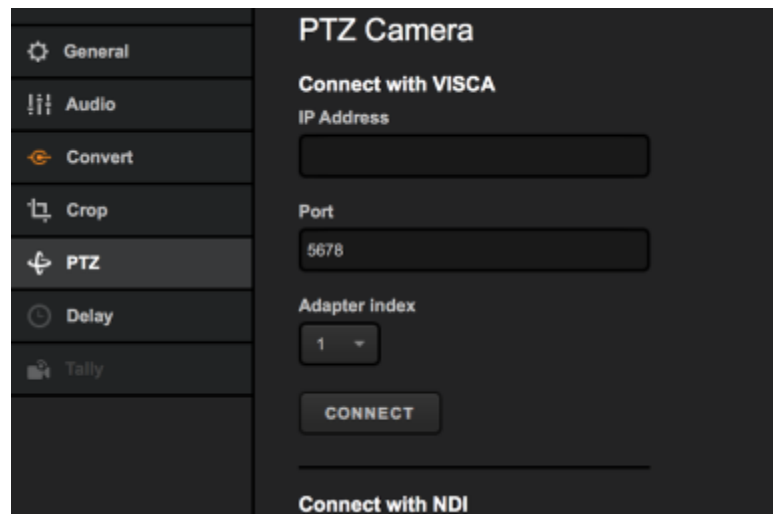 General
Audio
Convert
Crop
PTZ
Delay
Tally
PTZ Camera
Connect with VISCA
IP Address
Port
5678
Adapter index
1
CONNECT
Connect with NDI